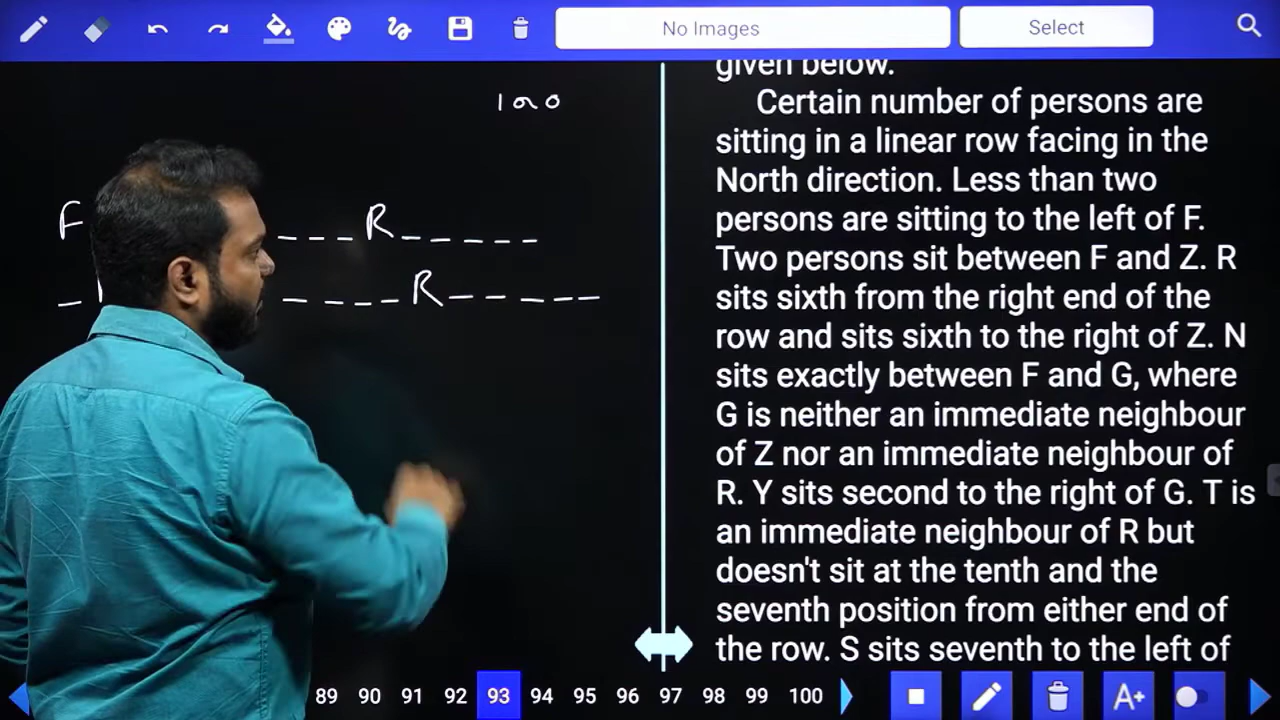 No Images
Select
given below.
Certain number of persons are
sitting in a linear row facing in the
North direction. Less than two
persons are sitting to the left of F.
Two persons sit between F and Z. R
sits sixth from the right end of the
row and sits sixth to the right of Z. N
sits exactly between F and G, where
G is neither an immediate neighbour
of Z nor an immediate neighbour of
R. Y sits second to the right of G. T is
an immediate neighbour of R but
doesn't sit at the tenth and the
seventh position from either end of
the row. S sits seventh to the left of
F _ _ _ R _ _ _ _ _
_ _ _ _ _ R _ _ _ _ _
89 90 91 92 93 94 95 96 97 98 99 100
A+